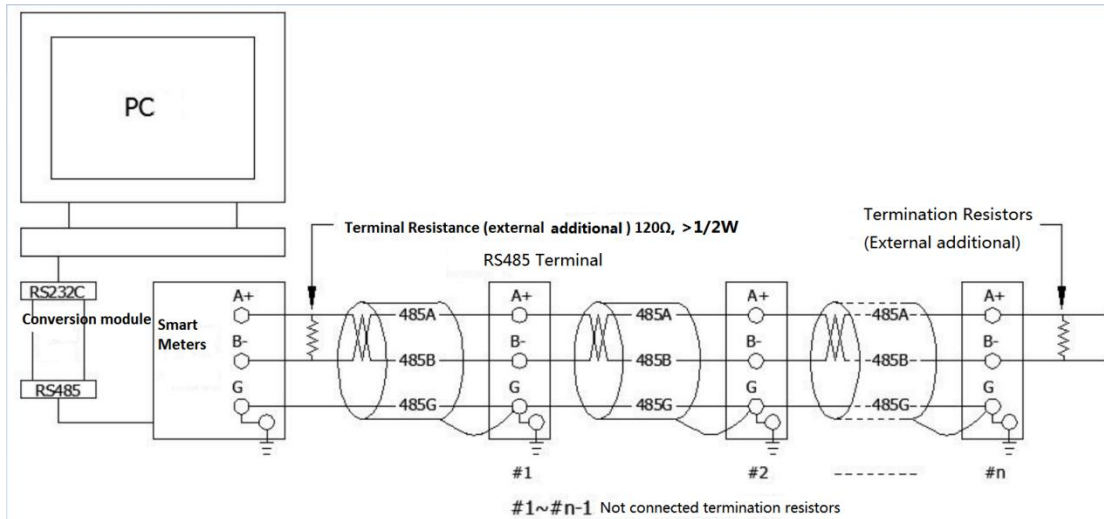 PC
Terminal Resistance (external additional ) 120Ω, >1/2W
Termination Resistors
(External additional)
RS485 Terminal
RS232C
Conversion module
RS485
Smart
Meters
A+
B-
G
485A
485B
485G
A+
B-
G
485A
485B
485G
A+
B-
G
485A
485B
485G
A+
B-
G
#1
#2
#n
#1~#n-1 Not connected termination resistors